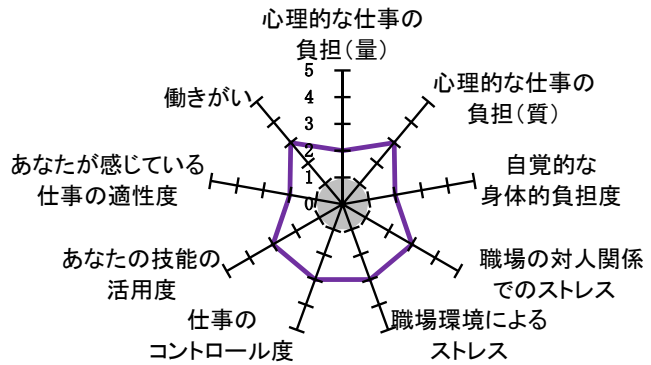 心理的な仕事の
負担（量）
心理的な仕事の
負担（質）
自覚的な
身体的負担度
職場の対人関係
でのストレス
職場環境による
ストレス
仕事の
コントロール度
あなたの技能の
活用度
あなたが感じている
仕事の適性度
働きがい
5
4
3
2
1
0